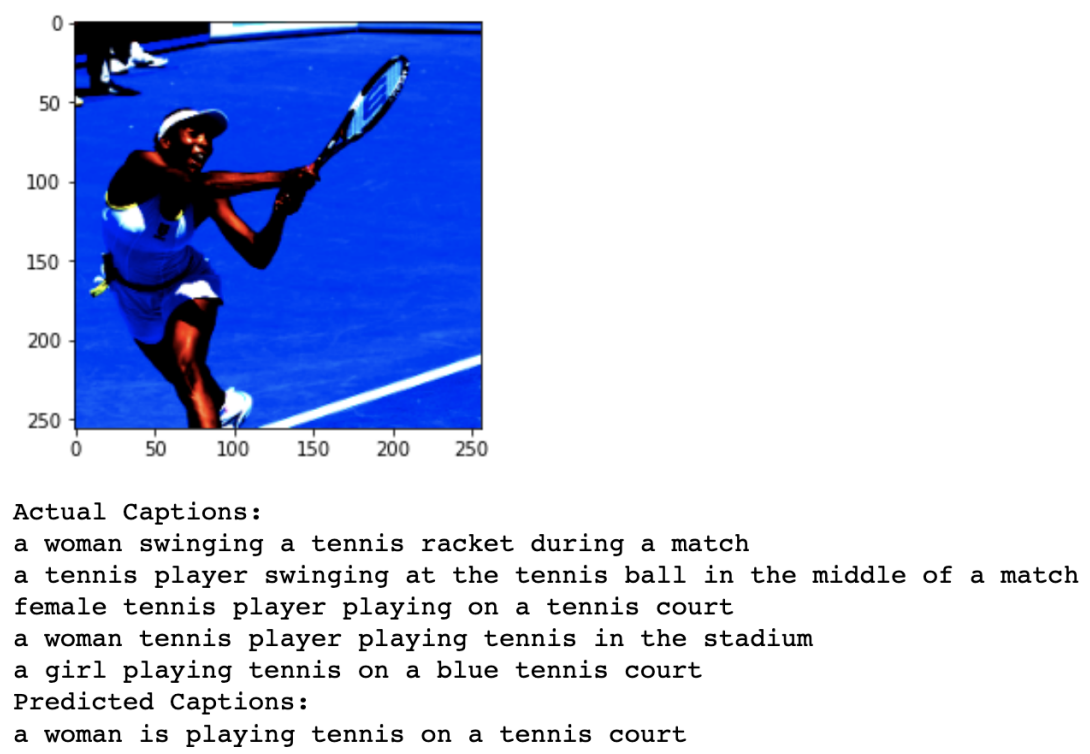 0
50
100
150
200
250
0 50 100 150 200 250
Actual Captions:
a woman swinging a tennis racket during a match
a tennis player swinging at the tennis ball in the middle of a match
female tennis player playing on a tennis court
a woman tennis player playing tennis in the stadium
a girl playing tennis on a blue tennis court
Predicted Captions:
a woman is playing tennis on a tennis court